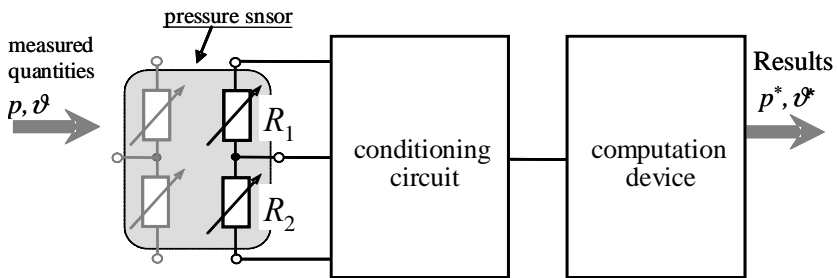 pressure snsor
measured
quantities
p, ϑ
R₁
R₂
conditioning
circuit
computation
device
Results
p*, ϑ*